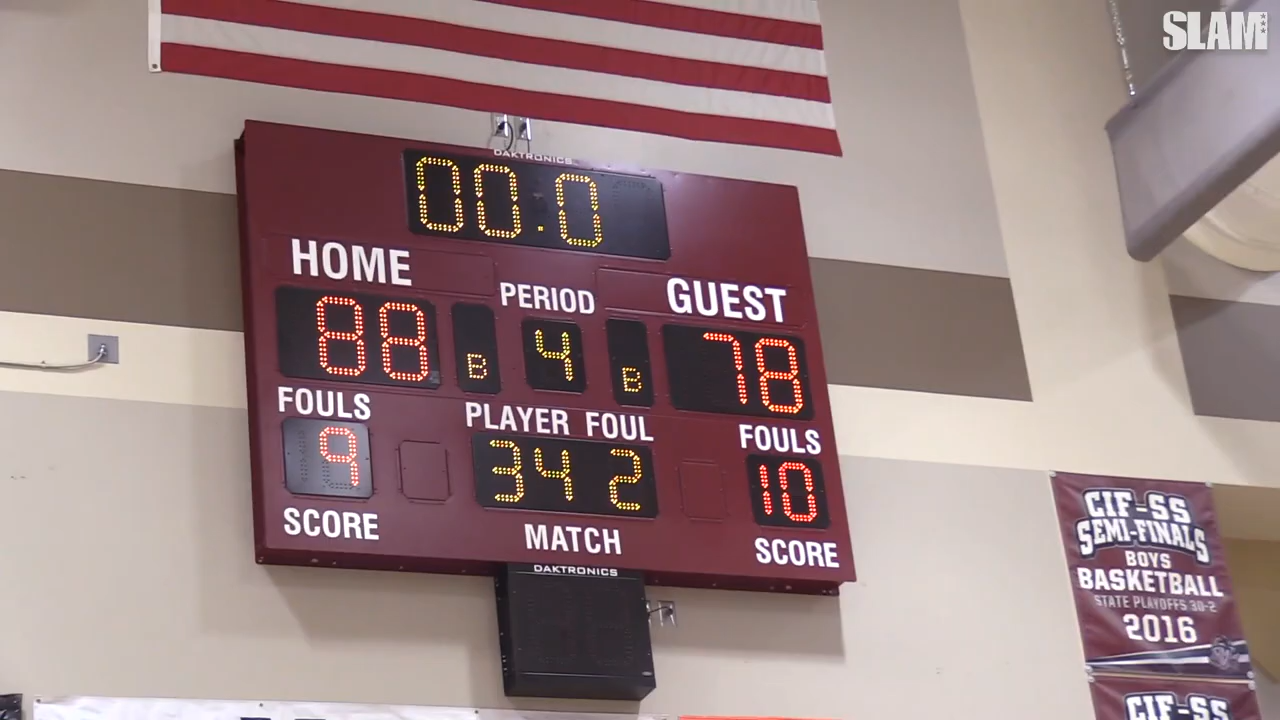 SLAM
DAKTRONICS
00.0
HOME
PERIOD
GUEST
88
B
4
B
78
FOULS
PLAYER FOUL
FOULS
9
34 2
10
SCORE
MATCH
SCORE
DAKTRONICS
CIF-SS
SEMI-FINALS
BOYS
BASKETBALL
STATE PLAYOFFS 30-2
2016
CIF-SS